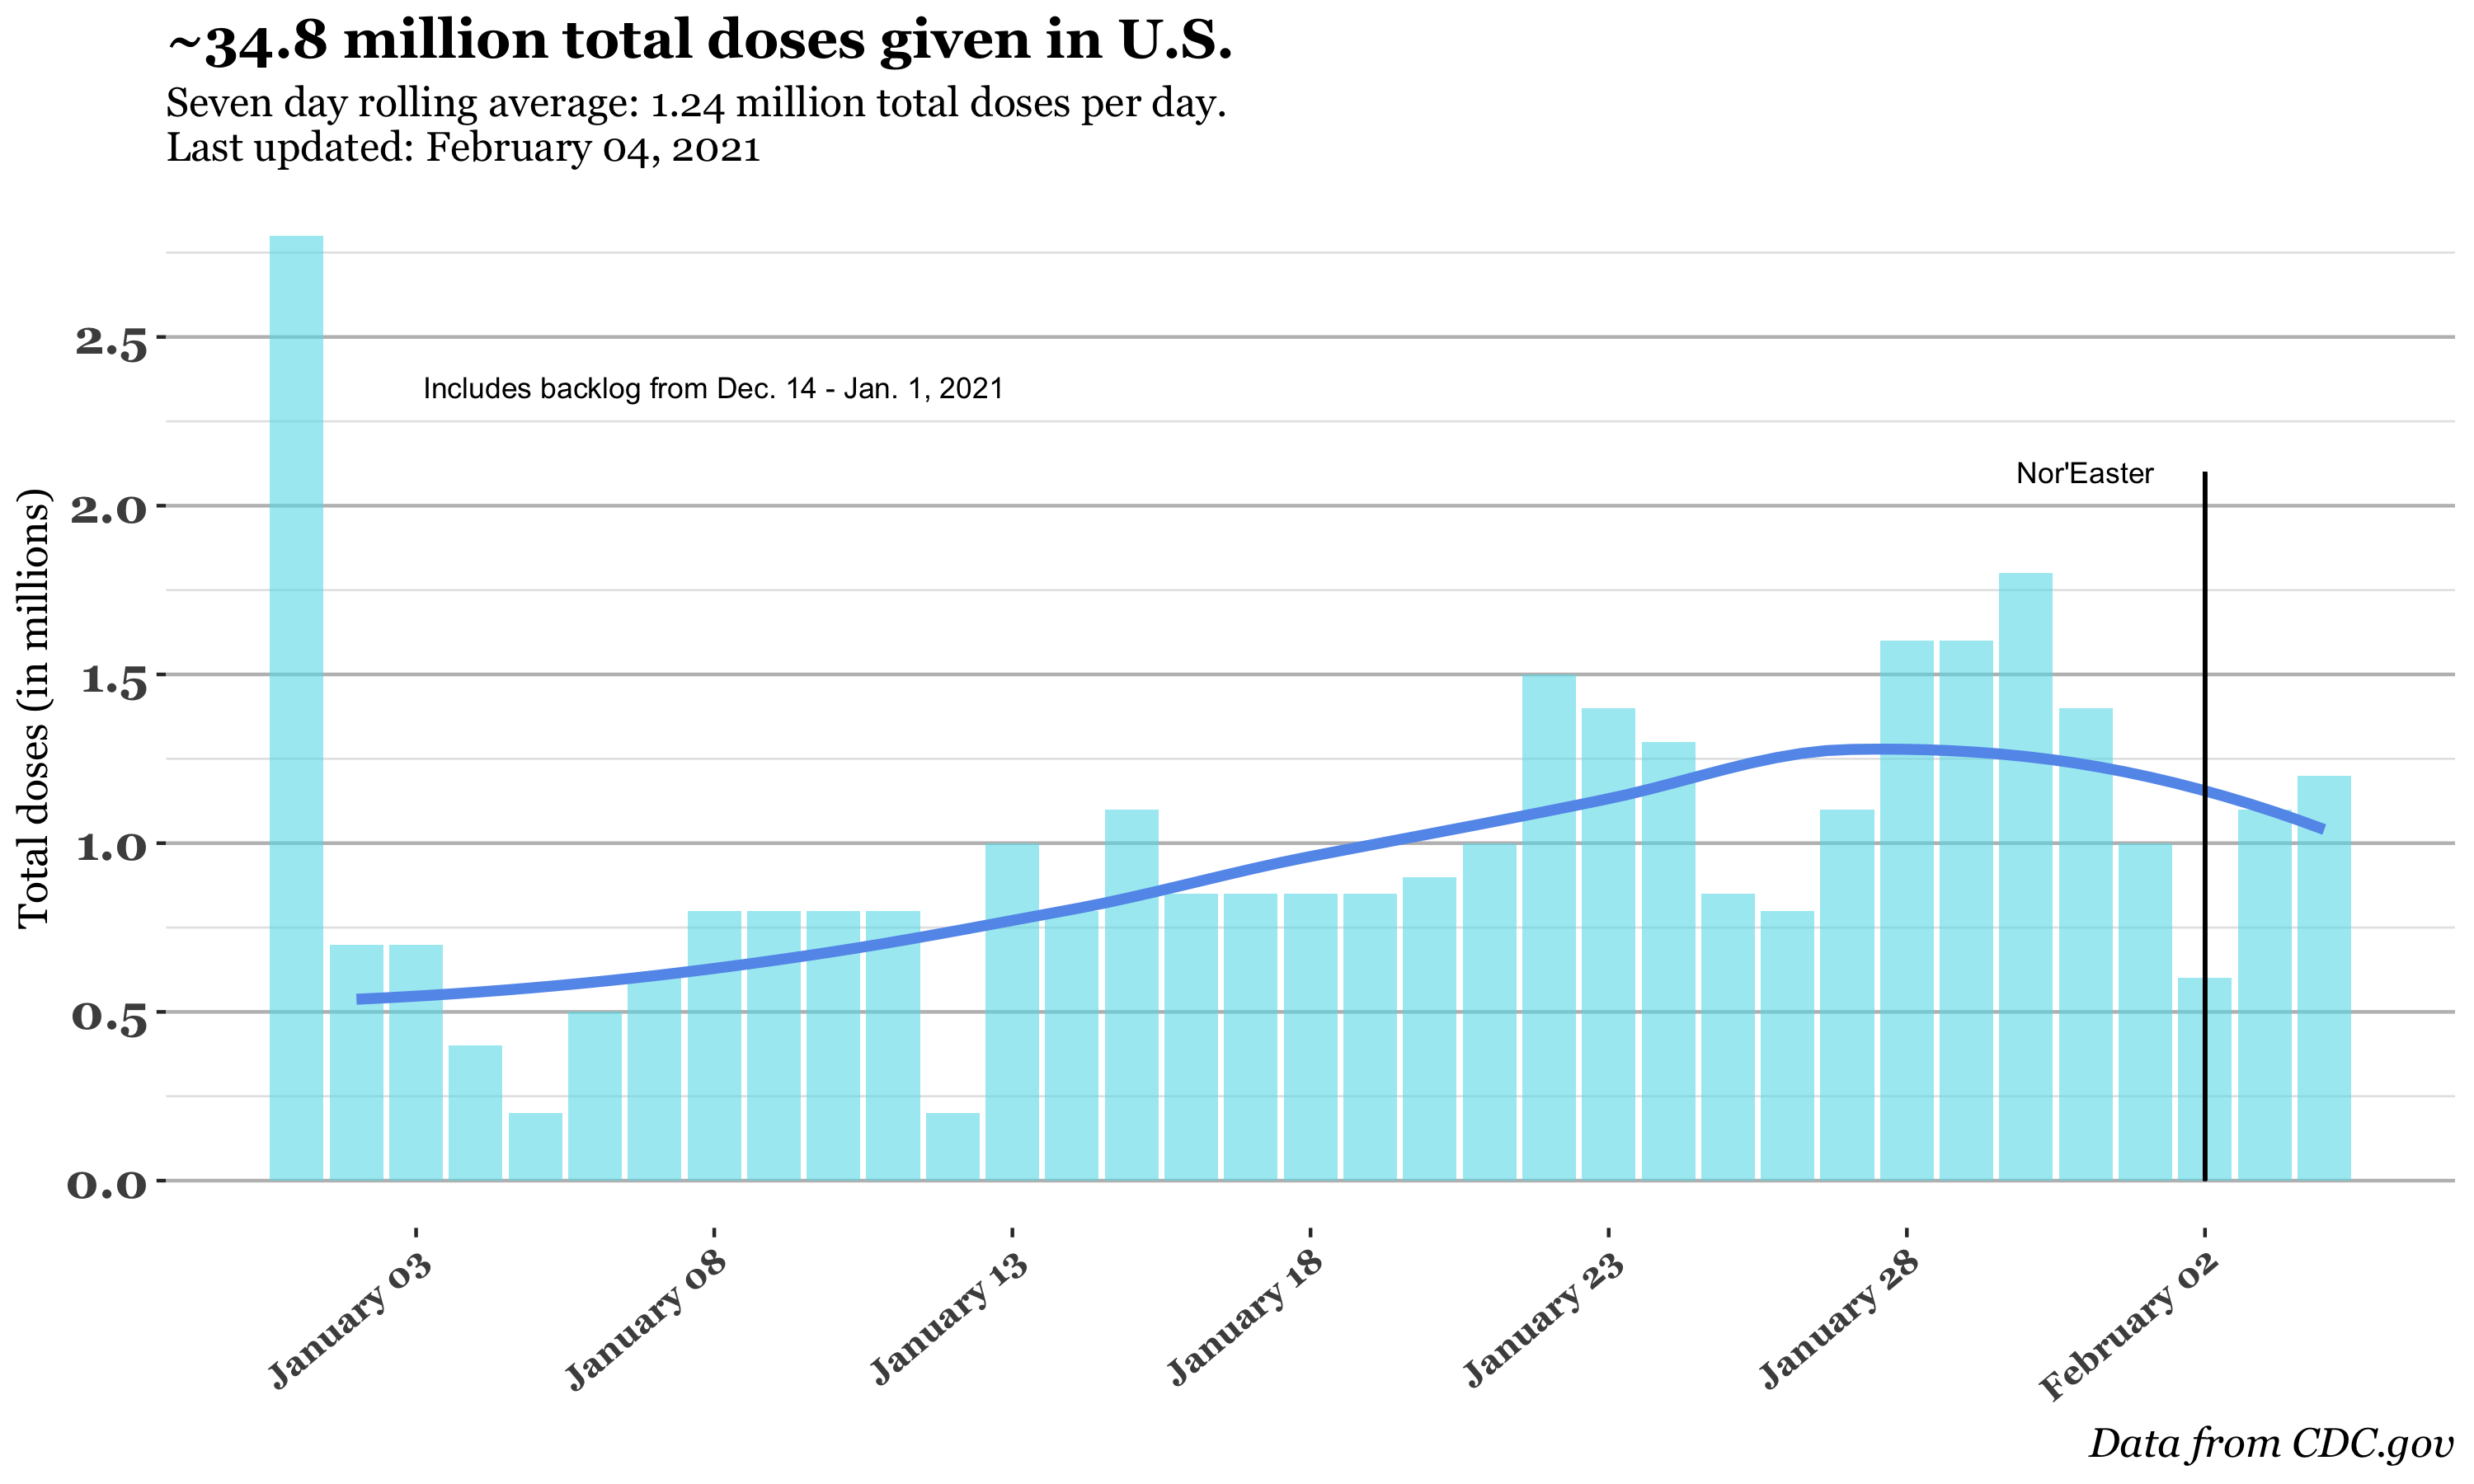 ~34.8 million total doses given in U.S.
Seven day rolling average: 1.24 million total doses per day.
Last updated: February 04, 2021
Total doses (in millions)
2.5
2.0
1.5
1.0
0.5
0.0
Includes backlog from Dec. 14 - Jan. 1, 2021
Nor'Easter
January 03
January 08
January 13
January 18
January 23
January 28
February 02
Data from CDC.gov